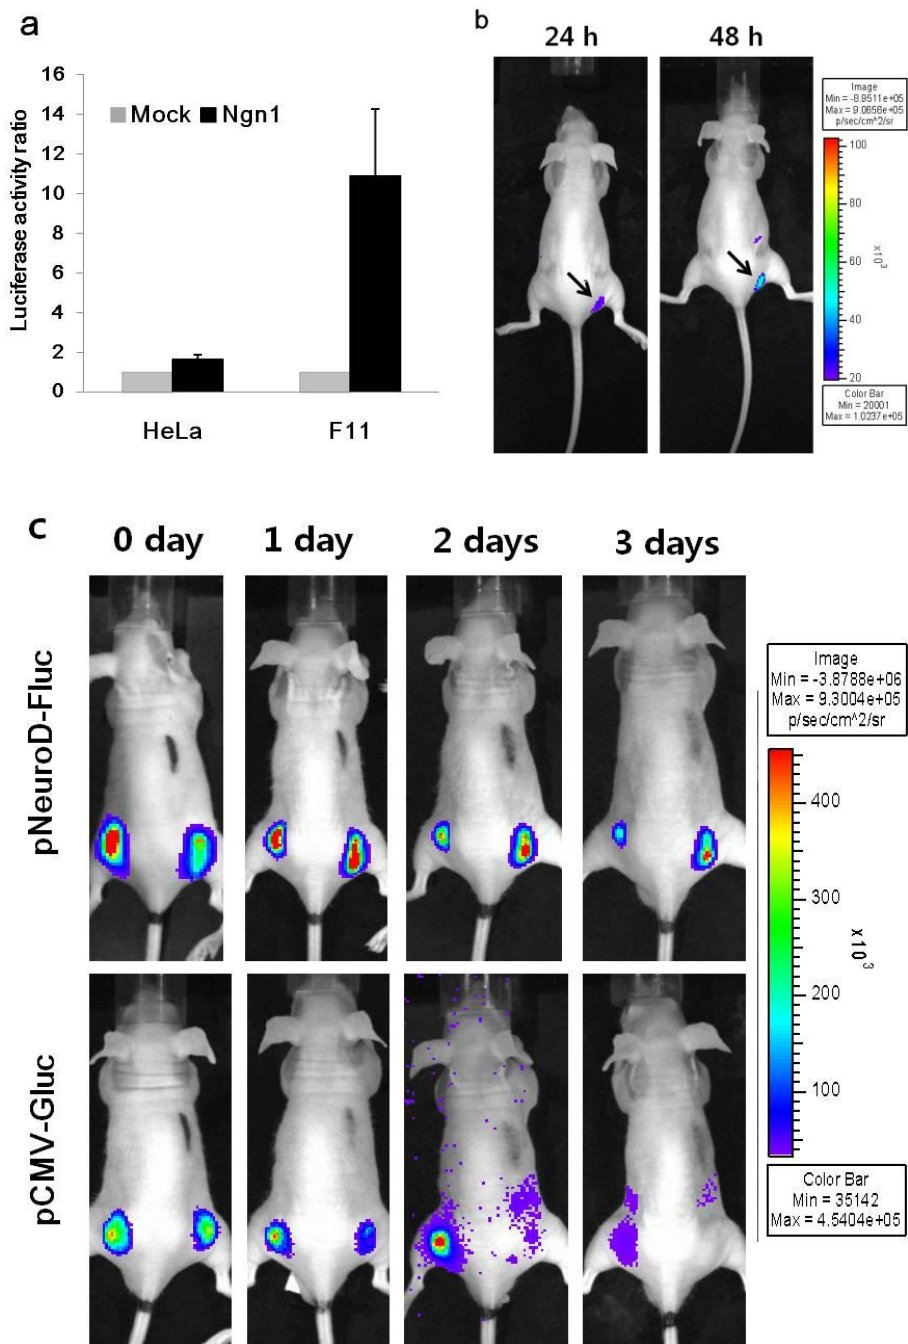 a
16
14
12
10
8
6
4
2
0
Luciferase activity ratio
Mock Ngn1
HeLa F11
b
24 h 48 h
Image
Min = -8.9511e+05
Max = 9.0656e+05
p/sec/cm^2/sr
100
80
60
40
20
x10^3
Color Bar
Min = 20001
Max = 1.0237e+05
c
0 day 1 day 2 days 3 days
pNeuroD-Fluc
pCMV-Gluc
Image
Min = -3.8788e+06
Max = 9.3004e+05
p/sec/cm^2/sr
400
300
200
100
x10^3
Color Bar
Min = 35142
Max = 4.5404e+05